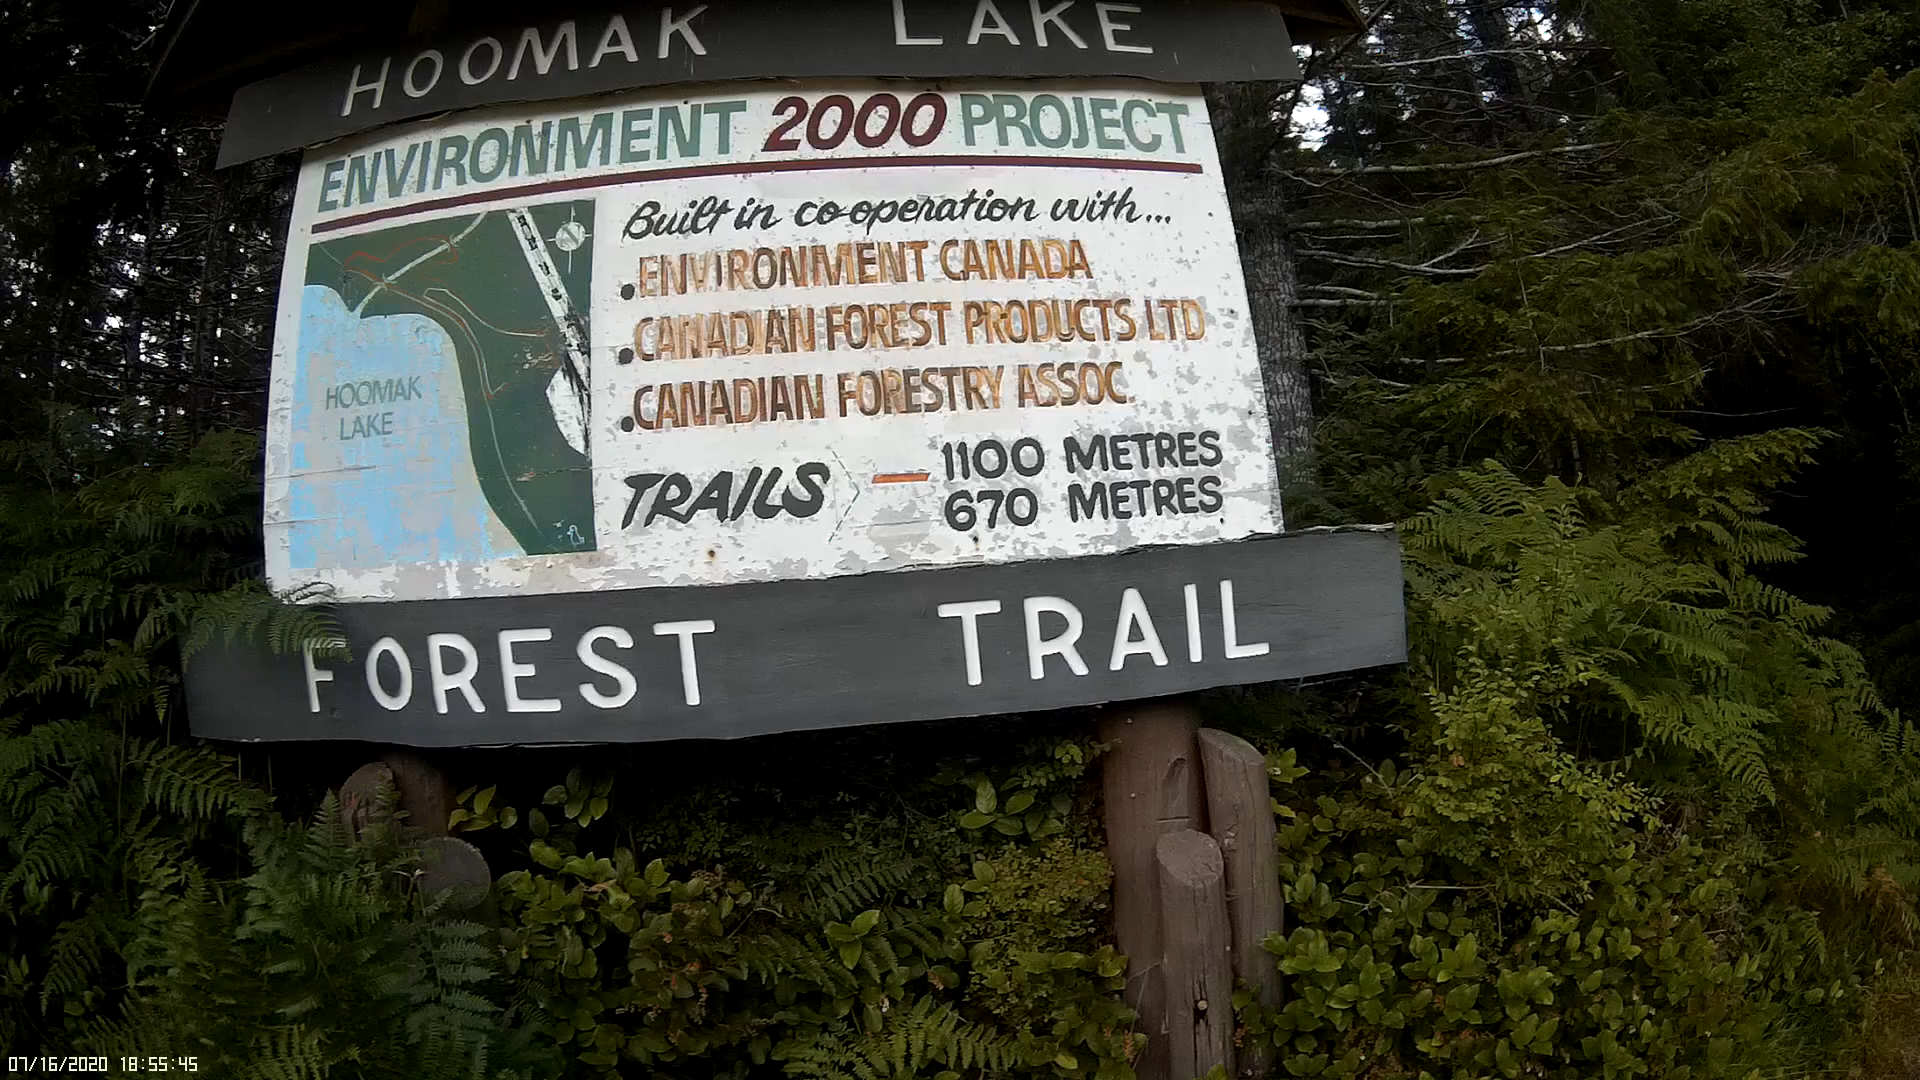 HOOMAK LAKE
ENVIRONMENT 2000 PROJECT
Built in co-operation with...
.ENVIRONMENT CANADA
.CANADIAN FOREST PRODUCTS LTD
.CANADIAN FORESTRY ASSOC.
HOOMAK
LAKE
TRAILS
1100 METRES
670 METRES
FOREST TRAIL
07/16/2020 18:55:45